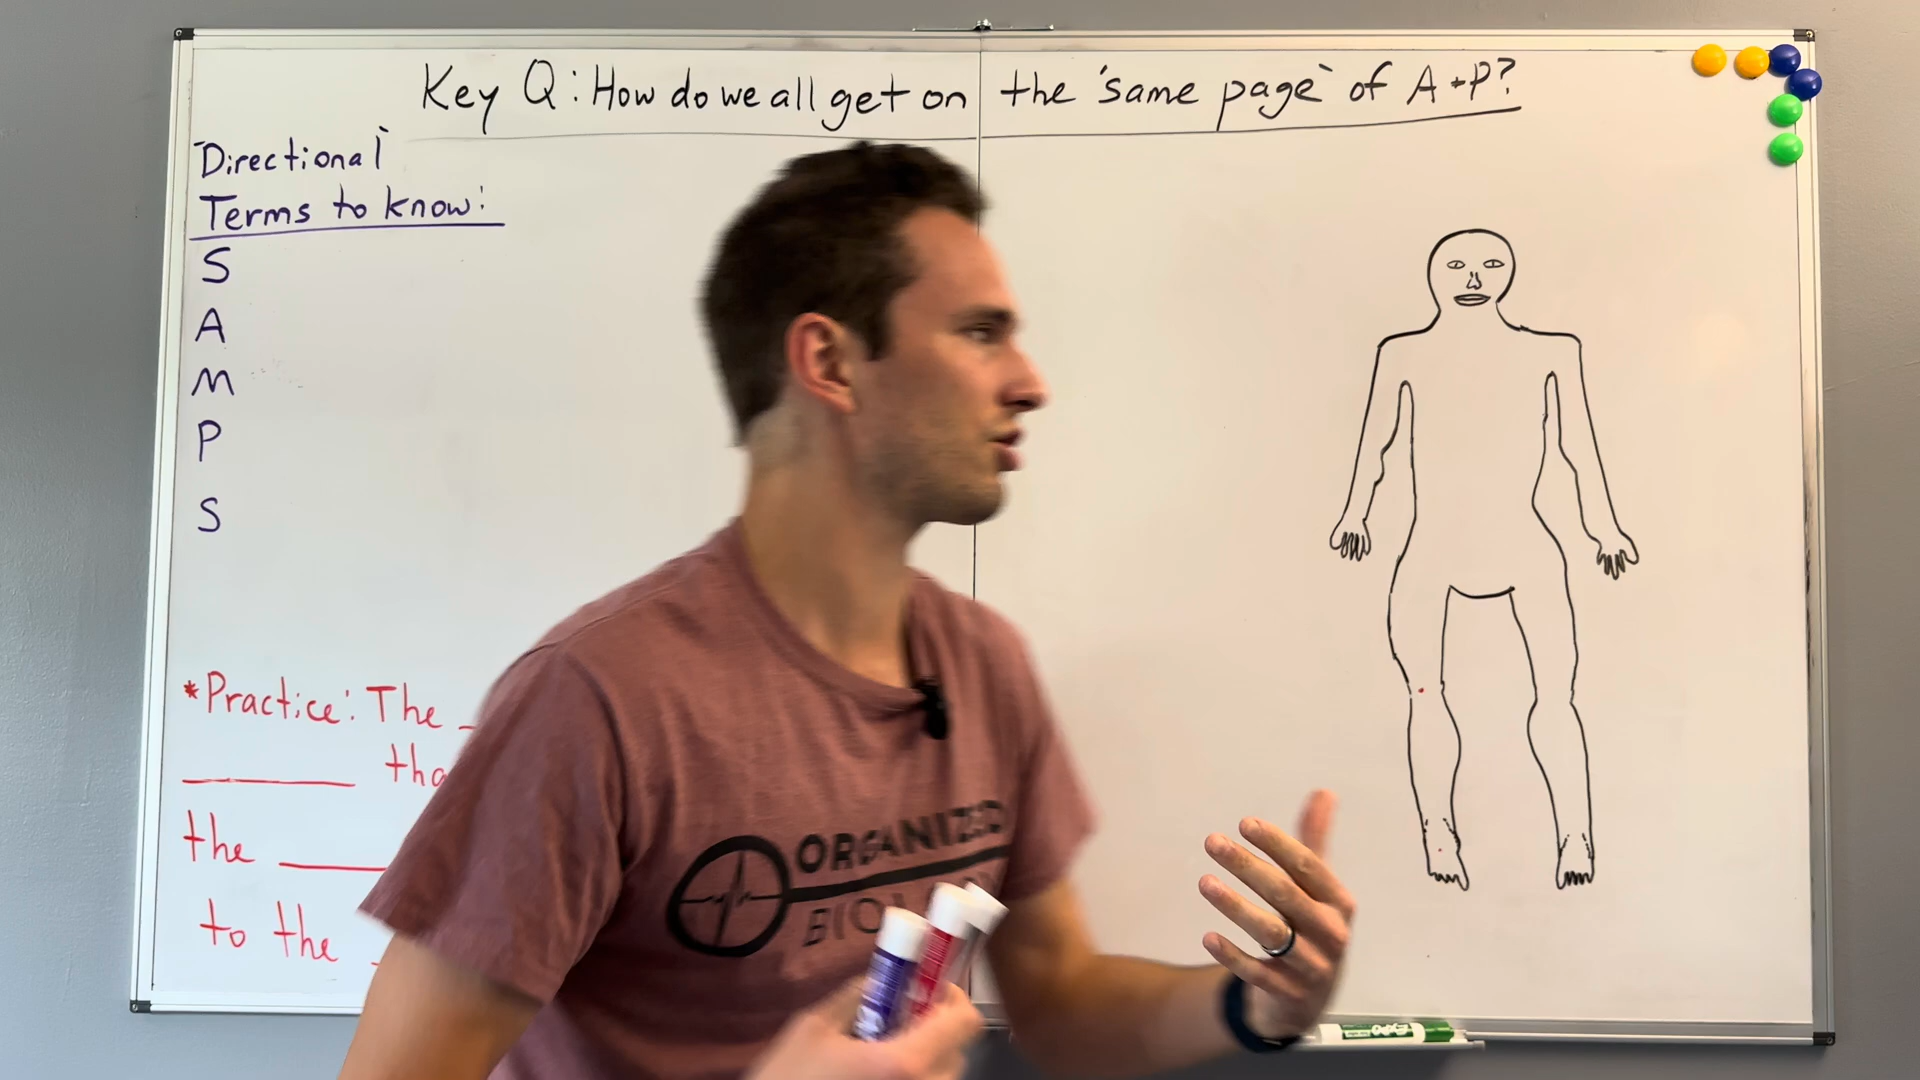 Key Q: How do we all get on the 'same page' of A+P?
Directional
Terms to know:
S
A
M
P
S
*Practice: The
the
to the
ORGANIZED
EXPO